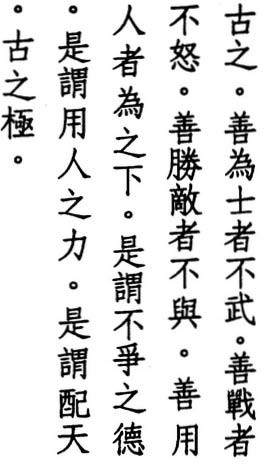 古之。善為士者不武。善戰者
不怒。善勝敵者不與。善用
人者為之下。是謂不爭之德
。是謂用人之力。是謂配天
。古之極。